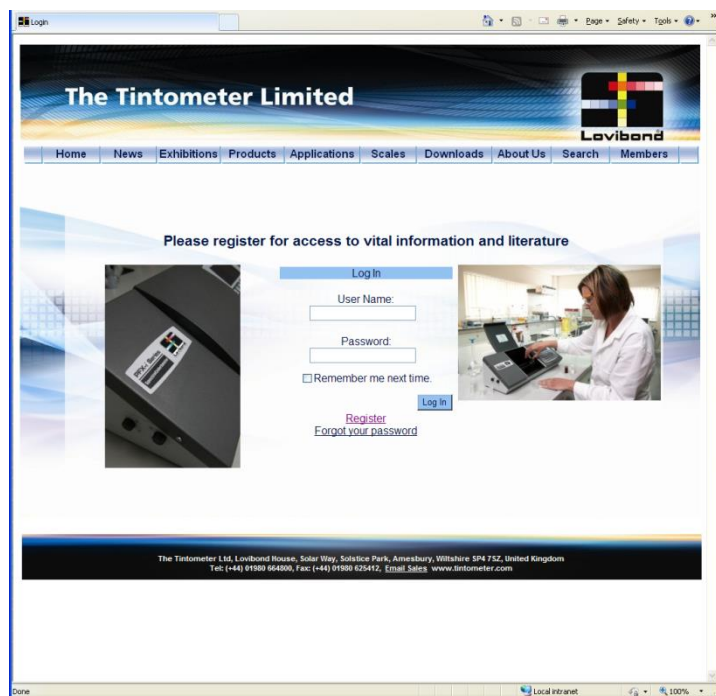 Login
Page
Safety
Tools
The Tintometer Limited
Lovibond
Home News Exhibitions Products Applications Scales Downloads About Us Search Members
Please register for access to vital information and literature
Log In
User Name:
Password:
Remember me next time.
Log In
Register
Forgot your password
The Tintometer Ltd, Lovibond House, Solar Way, Solstice Park, Amesbury, Wiltshire SP4 7SZ, United Kingdom
Tel: (+44) 01980 664800, Fax: (+44) 01980 625412, Email Sales www.tintometer.com
Done
Local intranet
100%